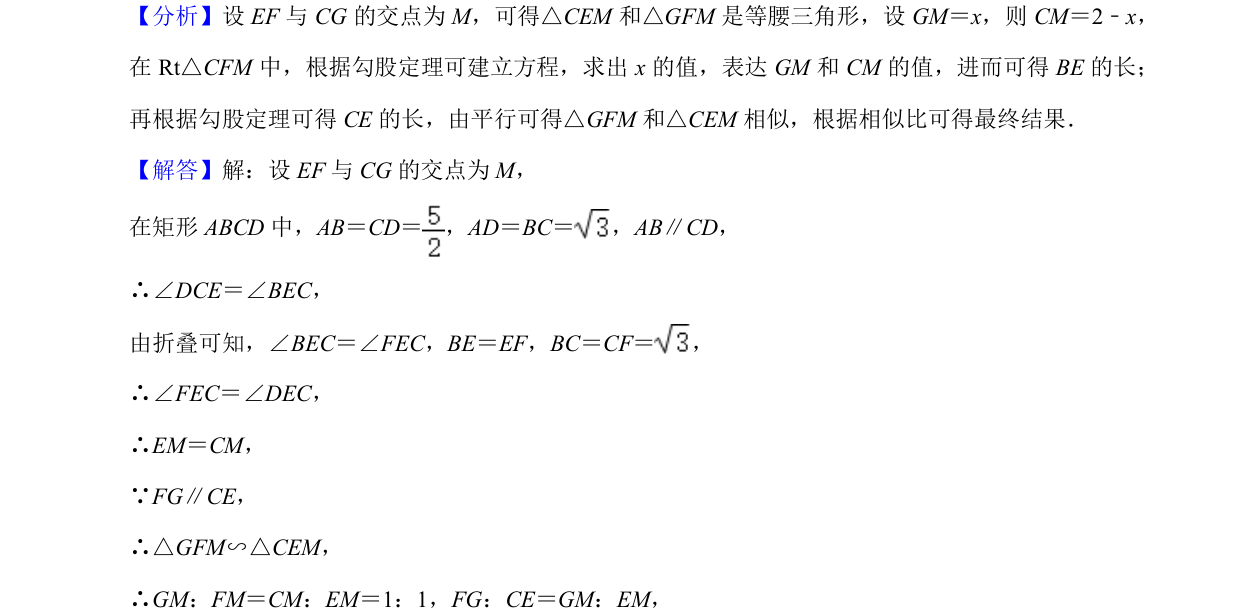 【分析】设 EF 与 CG 的交点为 M，可得△CEM 和△GFM 是等腰三角形，设 GM＝x，则 CM＝2﹣x，
在 Rt△CFM 中，根据勾股定理可建立方程，求出 x 的值，表达 GM 和 CM 的值，进而可得 BE 的长；
再根据勾股定理可得 CE 的长，由平行可得△GFM 和△CEM 相似，根据相似比可得最终结果．
【解答】解：设 EF 与 CG 的交点为 M，
在矩形 ABCD 中，AB＝CD＝5/2，AD＝BC＝√3，AB∥CD，
∴∠DCE＝∠BEC，
由折叠可知，∠BEC＝∠FEC，BE＝EF，BC＝CF＝√3，
∴∠FEC＝∠DEC，
∴EM＝CM，
∵FG∥CE，
∴△GFM∽△CEM，
∴GM：FM＝CM：EM＝1：1，FG：CE＝GM：EM，